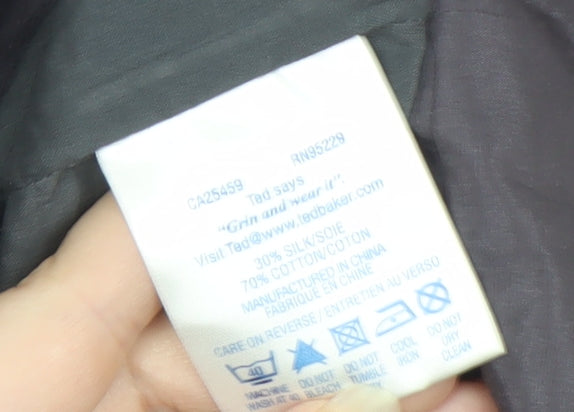 CA25459 RN95229
Ted says
"Grin and wear it".
Visit Ted@www.tedbaker.com
30% SILK/SOIE
70% COTTON/COTON
MANUFACTURED IN CHINA
FABRIQUE EN CHINE
CARE ON REVERSE/ENTRETIEN AU VERSO
40
MACHINE WASH AT 40
DO NOT BLEACH
DO NOT TUMBLE
COOL IRON
DO NOT DRY CLEAN